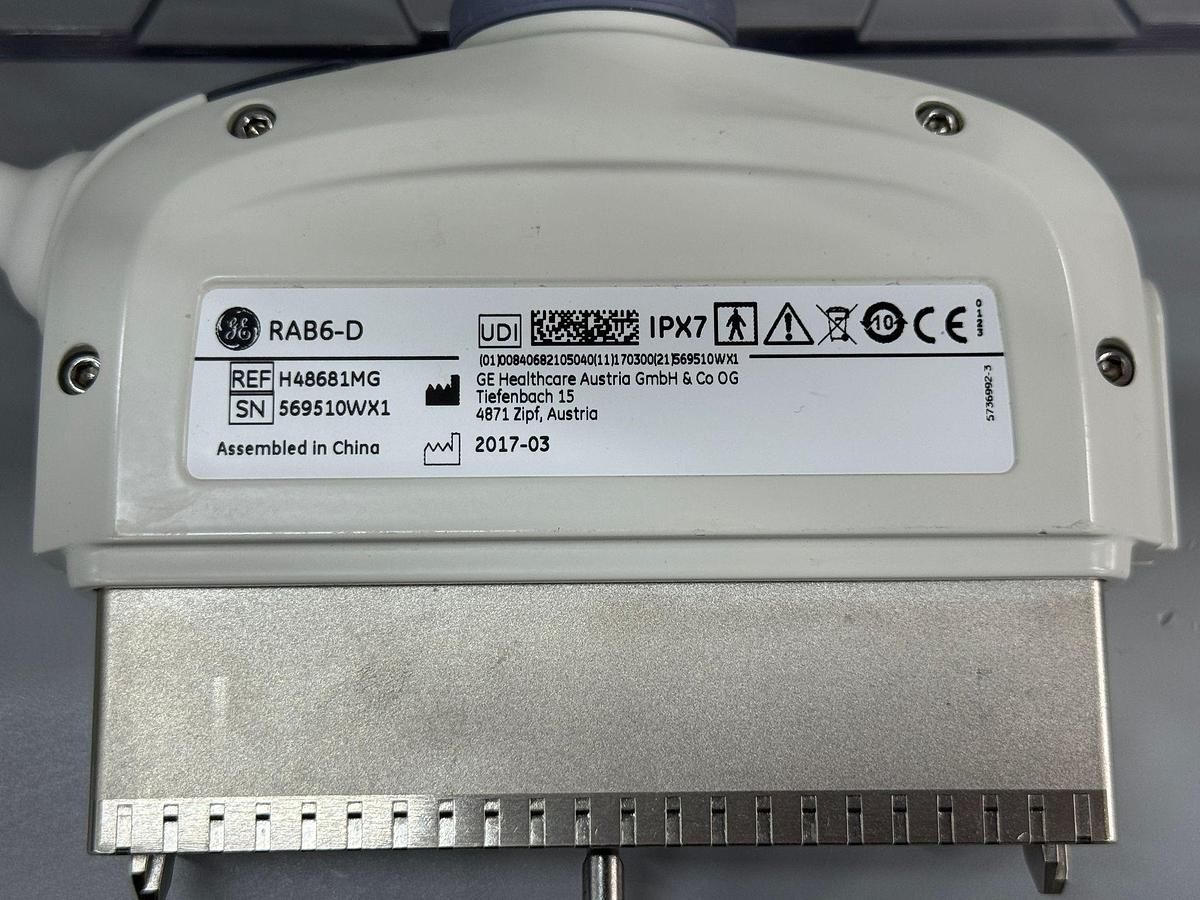 GE RAB6-D
UDI IPX7 10 CE 0123
(01)00840682105040(11)170300(21)569510WX1
REF H48681MG
SN 569510WX1
Assembled in China
GE Healthcare Austria GmbH & Co OG
Tiefenbach 15
4871 Zipf, Austria
2017-03
5736992-3